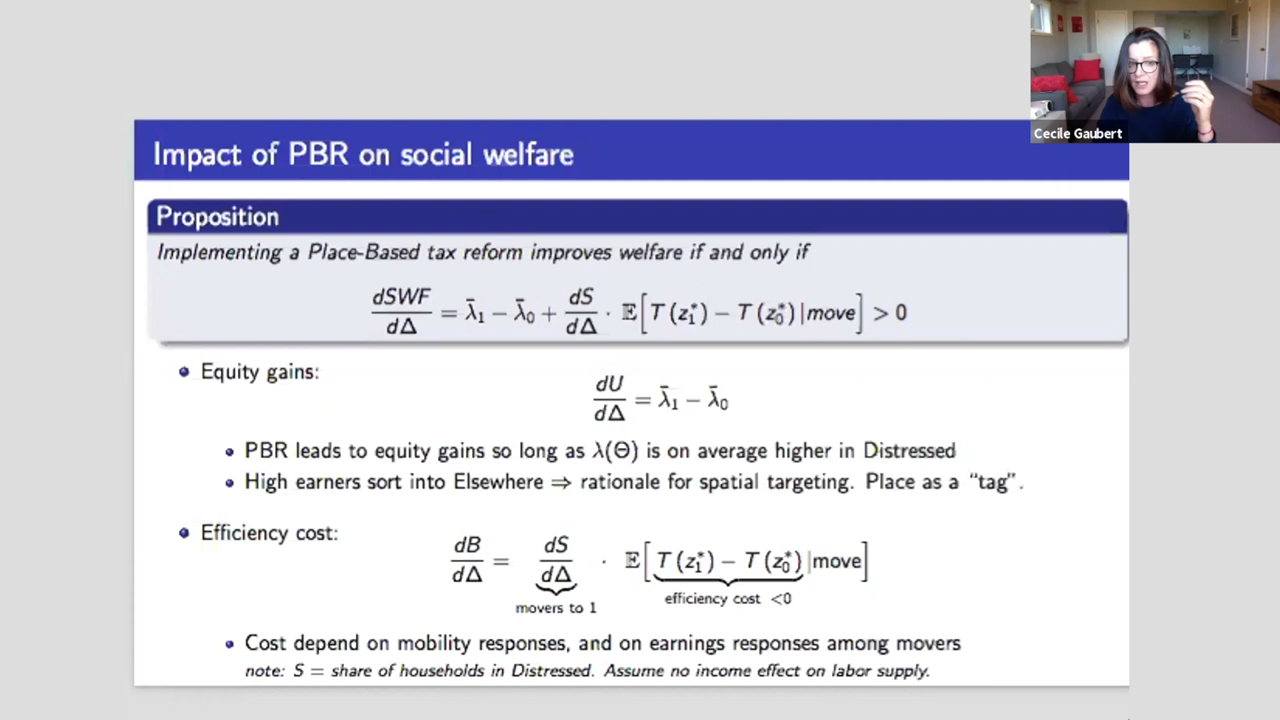 Cecile Gaubert
Impact of PBR on social welfare
Proposition
Implementing a Place-Based tax reform improves welfare if and only if
dSWF/dΔ = λ̄₁ − λ̄₀ + dS/dΔ · 𝔼[T(z₁*) − T(z₀*)|move] > 0
• Equity gains:
dU/dΔ = λ̄₁ − λ̄₀
• PBR leads to equity gains so long as λ(Θ) is on average higher in Distressed
• High earners sort into Elsewhere ⇒ rationale for spatial targeting. Place as a “tag”.
• Efficiency cost:
dB/dΔ = dS/dΔ · 𝔼[T(z₁*) − T(z₀*)|move]
movers to 1 efficiency cost <0
• Cost depend on mobility responses, and on earnings responses among movers
note: S = share of households in Distressed. Assume no income effect on labor supply.